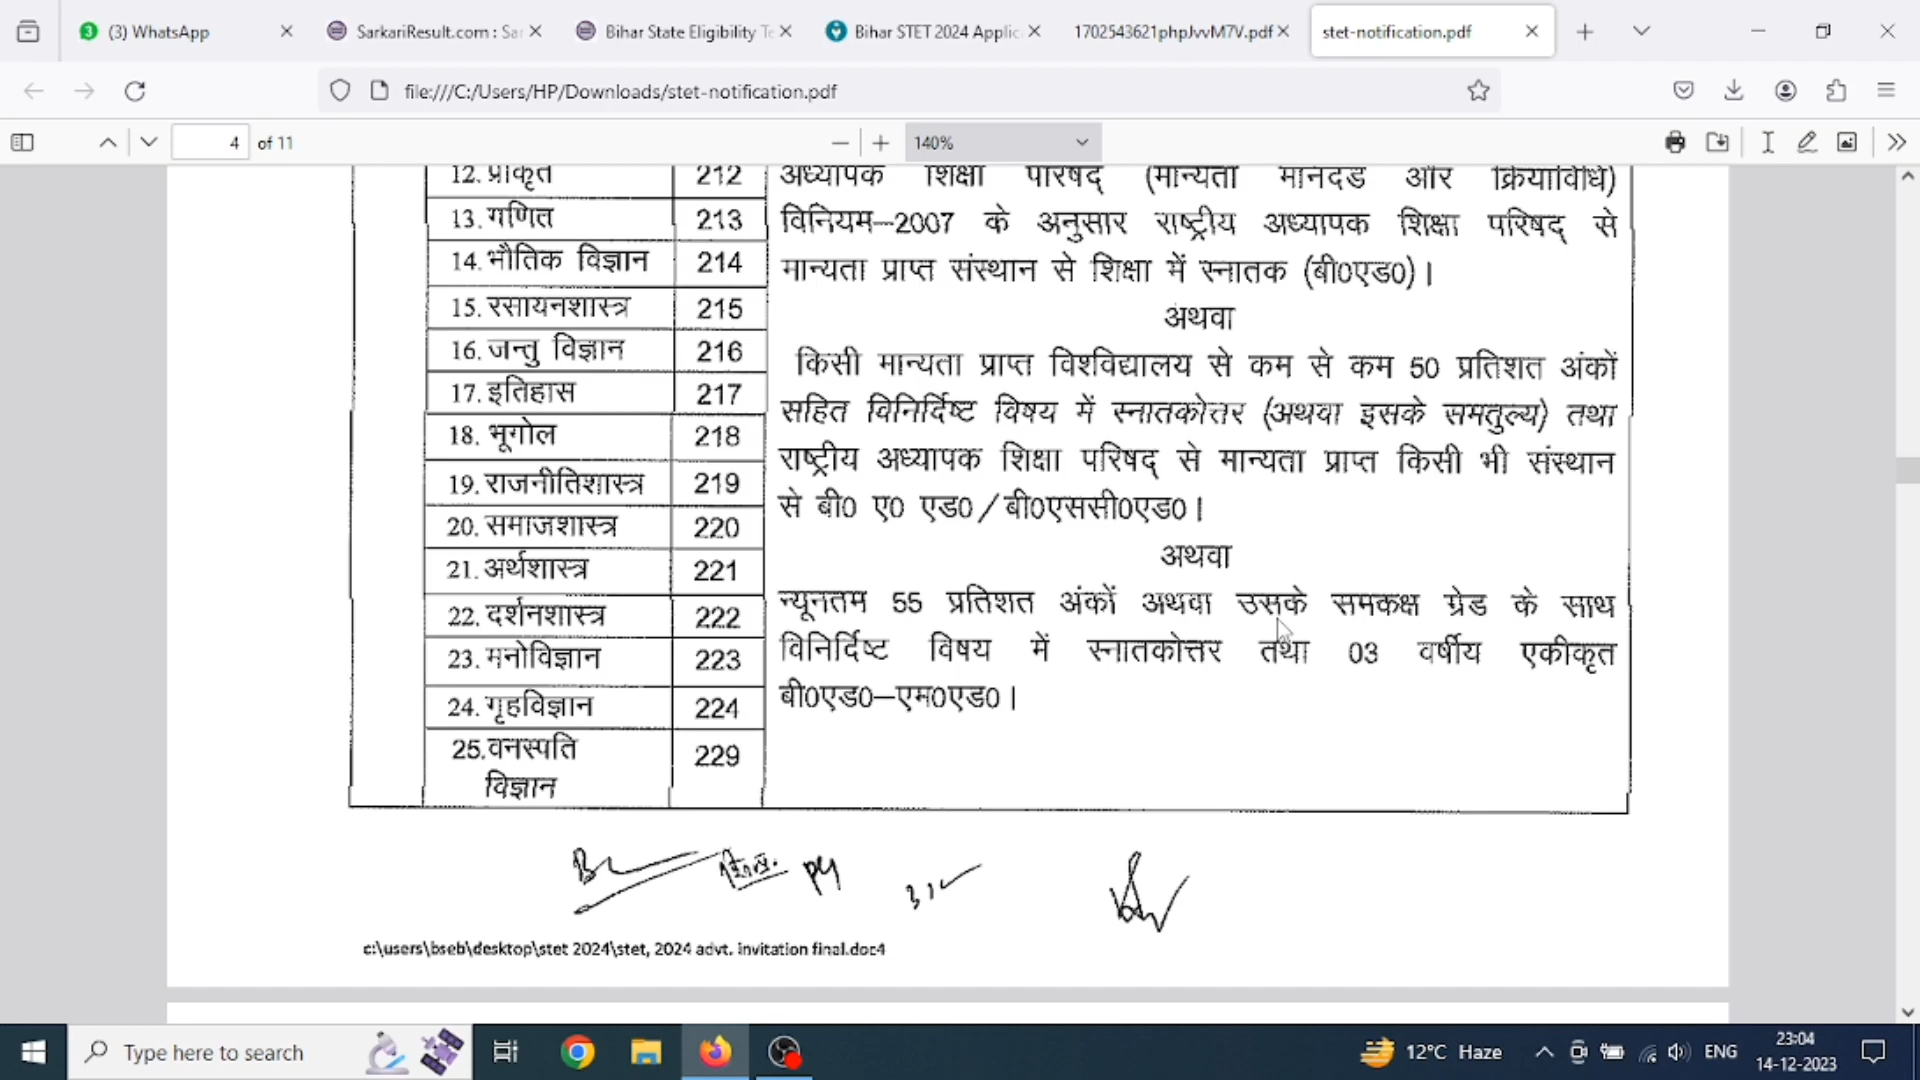 (3) WhatsApp
SarkariResult.com : Sar
Bihar State Eligibility Te
Bihar STET 2024 Applic
1702543621phpJvvM7V.pdf
stet-notification.pdf
file:///C:/Users/HP/Downloads/stet-notification.pdf
4 of 11
140%
12. प्राकृत 212
13. गणित 213
14. भौतिक विज्ञान 214
15. रसायनशास्त्र 215
16. जन्तु विज्ञान 216
17. इतिहास 217
18. भूगोल 218
19. राजनीतिशास्त्र 219
20. समाजशास्त्र 220
21. अर्थशास्त्र 221
22. दर्शनशास्त्र 222
23. मनोविज्ञान 223
24. गृहविज्ञान 224
25. वनस्पति 229
विज्ञान
अध्यापक शिक्षा परिषद् (मान्यता मानदंड और क्रियाविधि)
विनियम–2007 के अनुसार राष्ट्रीय अध्यापक शिक्षा परिषद् से
मान्यता प्राप्त संस्थान से शिक्षा में स्नातक (बी0एड0)।
अथवा
किसी मान्यता प्राप्त विश्वविद्यालय से कम से कम 50 प्रतिशत अंकों
सहित विनिर्दिष्ट विषय में स्नातकोत्तर (अथवा इसके समतुल्य) तथा
राष्ट्रीय अध्यापक शिक्षा परिषद् से मान्यता प्राप्त किसी भी संस्थान
से बी0 ए0 एड0/बी0एससी0एड0।
अथवा
न्यूनतम 55 प्रतिशत अंकों अथवा उसके समकक्ष ग्रेड के साथ
विनिर्दिष्ट विषय में स्नातकोत्तर तथा 03 वर्षीय एकीकृत
बी0एड0–एम0एड0।
c:\users\bseb\desktop\stet 2024\stet, 2024 advt. invitation final.doc4
Type here to search
12°C Haze
ENG
23:04
14-12-2023